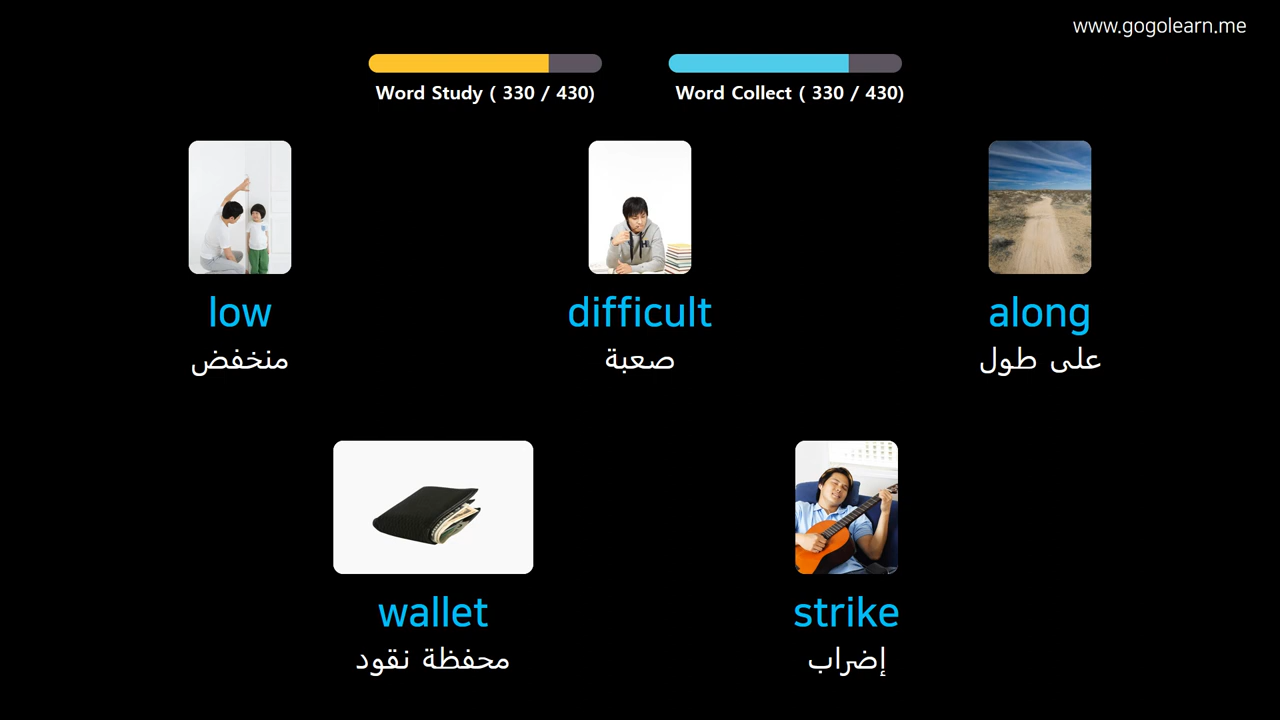 www.gogolearn.me
Word Study ( 330 / 430)
Word Collect ( 330 / 430)
low
منخفض
difficult
صعبة
along
على طول
wallet
محفظة نقود
strike
إضراب